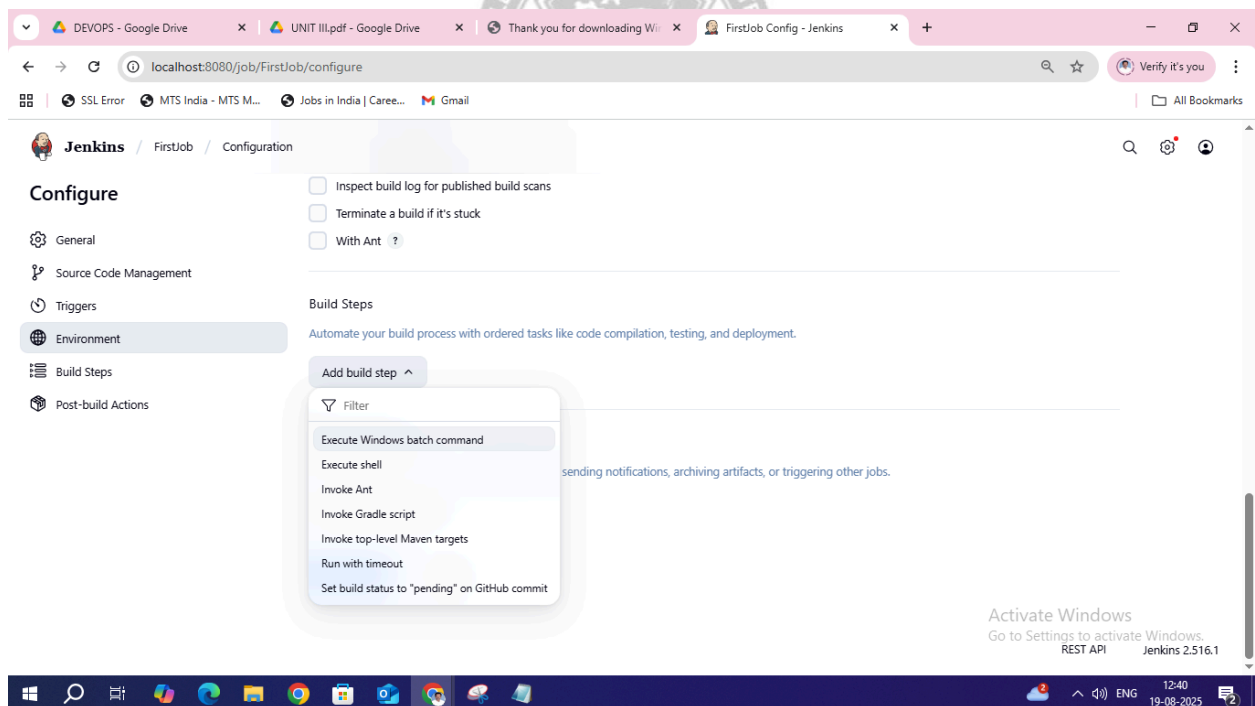 DEVOPS - Google Drive
UNIT III.pdf - Google Drive
Thank you for downloading Wi
FirstJob Config - Jenkins
localhost:8080/job/FirstJob/configure
Verify it's you
SSL Error
MTS India - MTS M...
Jobs in India | Caree...
Gmail
All Bookmarks
Jenkins / FirstJob / Configuration
Configure
General
Source Code Management
Triggers
Environment
Build Steps
Post-build Actions
Inspect build log for published build scans
Terminate a build if it's stuck
With Ant ?
Build Steps
Automate your build process with ordered tasks like code compilation, testing, and deployment.
Add build step
Filter
Execute Windows batch command
Execute shell
Invoke Ant
Invoke Gradle script
Invoke top-level Maven targets
Run with timeout
Set build status to "pending" on GitHub commit
sending notifications, archiving artifacts, or triggering other jobs.
Activate Windows
Go to Settings to activate Windows.
REST API
Jenkins 2.516.1
2
ENG
12:40
19-08-2025
2